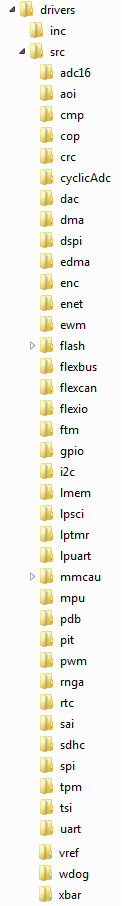 drivers
inc
src
adc16
aoi
cmp
cop
crc
cyclicAdc
dac
dma
dspi
edma
enc
enet
ewm
flash
flexbus
flexcan
flexio
ftm
gpio
i2c
lmem
lpsci
lptmr
lpuart
mmcau
mpu
pdb
pit
pwm
rnga
rtc
sai
sdhc
spi
tpm
tsi
uart
vref
wdog
xbar